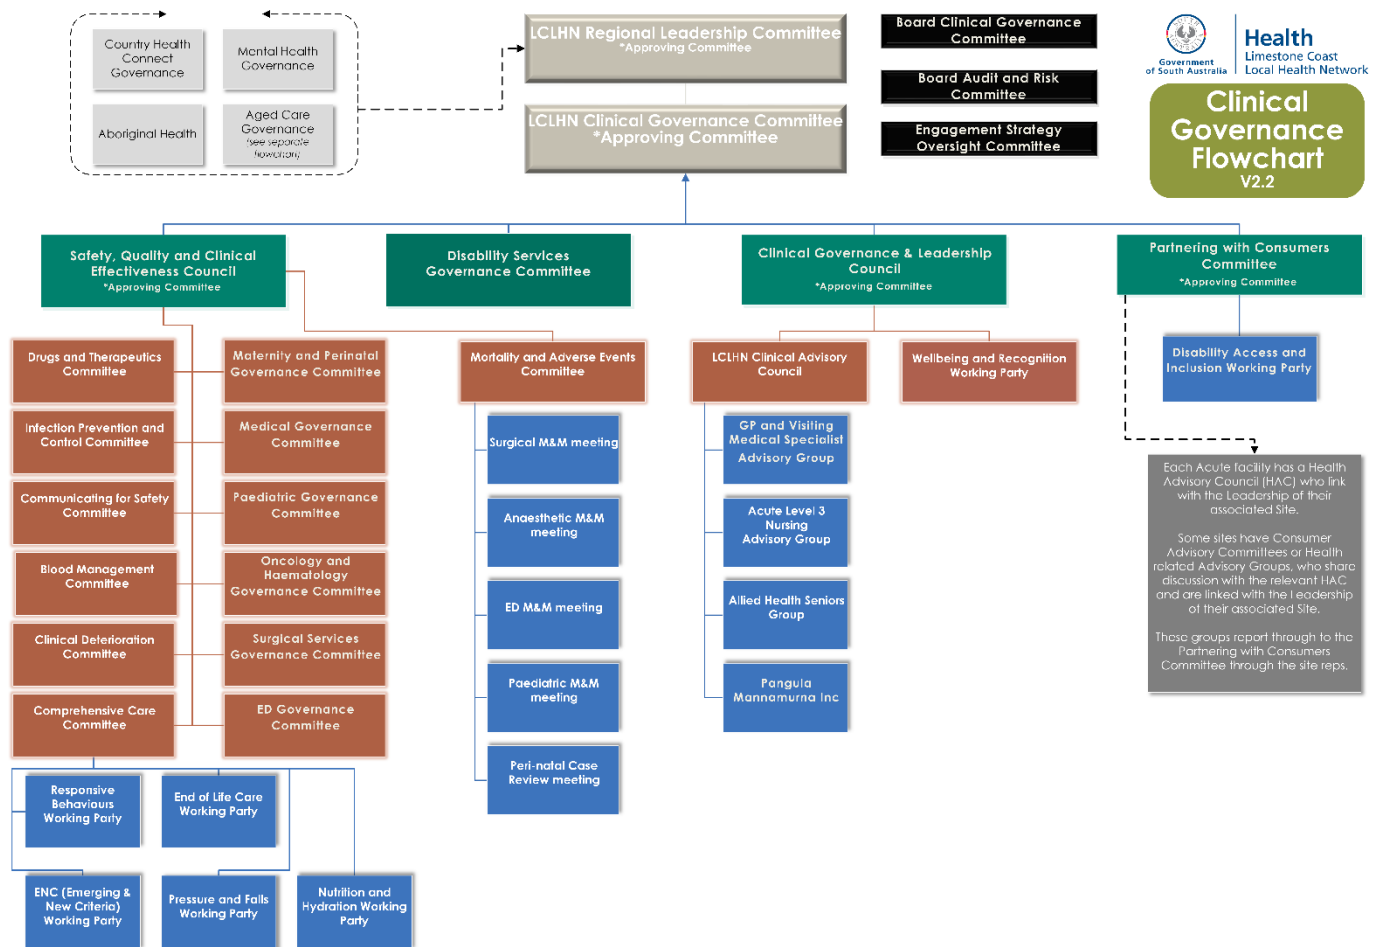 Country Health
Connect
Governance
Mental Health
Governance
Aboriginal Health
Aged Care
Governance
(see separate
flowchart)
LCLHN Regional Leadership Committee
*Approving Committee
LCLHN Clinical Governance Committee
*Approving Committee
Board Clinical Governance
Committee
Board Audit and Risk
Committee
Engagement Strategy
Oversight Committee
SOUTH
AUSTRALIA
Government
of South Australia
Health
Limestone Coast
Local Health Network
Clinical
Governance
Flowchart
V2.2
Safety, Quality and Clinical
Effectiveness Council
*Approving Committee
Disability Services
Governance Committee
Clinical Governance & Leadership
Council
*Approving Committee
Partnering with Consumers
Committee
*Approving Committee
Drugs and Therapeutics
Committee
Maternity and Perinatal
Governance Committee
Infection Prevention and
Control Committee
Medical Governance
Committee
Communicating for Safety
Committee
Paediatric Governance
Committee
Blood Management
Committee
Oncology and
Haematology
Governance Committee
Clinical Deterioration
Committee
Surgical Services
Governance Committee
Comprehensive Care
Committee
ED Governance
Committee
Responsive
Behaviours
Working Party
End of Life Care
Working Party
ENC (Emerging &
New Criteria)
Working Party
Pressure and Falls
Working Party
Nutrition and
Hydration Working
Party
Mortality and Adverse Events
Committee
Surgical M&M meeting
Anaesthetic M&M
meeting
ED M&M meeting
Paediatric M&M
meeting
Peri-natal Case
Review meeting
LCLHN Clinical Advisory
Council
GP and Visiting
Medical Specialist
Advisory Group
Acute Level 3
Nursing
Advisory Group
Allied Health Seniors
Group
Pangula
Mannamurna Inc
Wellbeing and Recognition
Working Party
Disability Access and
Inclusion Working Party
Each Acute facility has a Health
Advisory Council (HAC) who link
with the Leadership of their
associated Site.
Some sites have Consumer
Advisory Committees or Health
related Advisory Groups, who share
discussion with the relevant HAC
and are linked with the Leadership
of their associated Site.
These groups report through to the
Partnering with Consumers
Committee through the site reps.